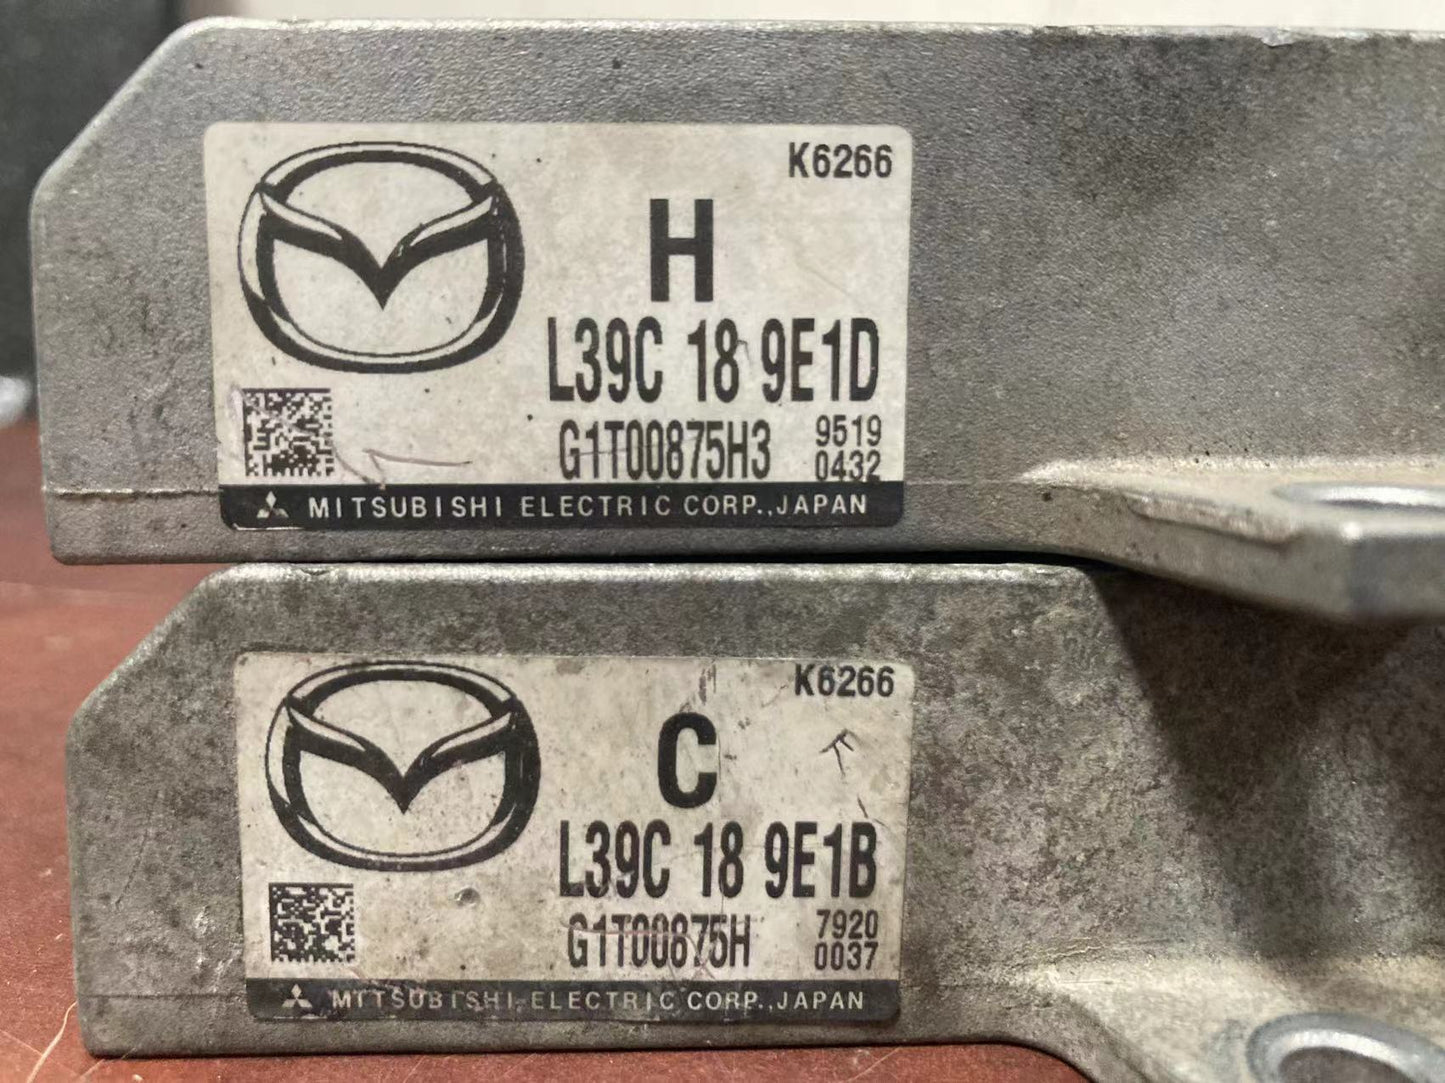 K6266
H
L39C 18 9E1D
G1T00875H3 9519
0432
MITSUBISHI ELECTRIC CORP.,JAPAN
K6266
C
L39C 18 9E1B
G1T00875H 7920
0037
MITSUBISHI ELECTRIC CORP.,JAPAN